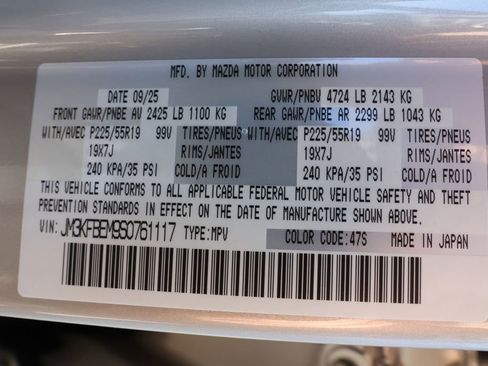 MFD. BY MAZDA MOTOR CORPORATION
DATE 09/25 GVWR/PNBV 4724 LB 2143 KG
FRONT GAWR/PNBE AV 2425 LB 1100 KG REAR GAWR/PNBE AR 2299 LB 1043 KG
WITH/AVEC P225/55R19 99V TIRES/PNEUS WITH/AVEC P225/55R19 99V TIRES/PNEUS
19X7J RIMS/JANTES 19X7J RIMS/JANTES
240 KPA/35 PSI COLD/A FROID 240 KPA/35 PSI COLD/A FROID
THIS VEHICLE CONFORMS TO ALL APPLICABLE FEDERAL MOTOR VEHICLE SAFETY AND THEFT
PREVENTION STANDARDS IN EFFECT ON THE DATE OF MANUFACTURE SHOWN ABOVE.
VIN: JM3KFBEM9S0761117 TYPE:MPV COLOR CODE:47S MADE IN JAPAN